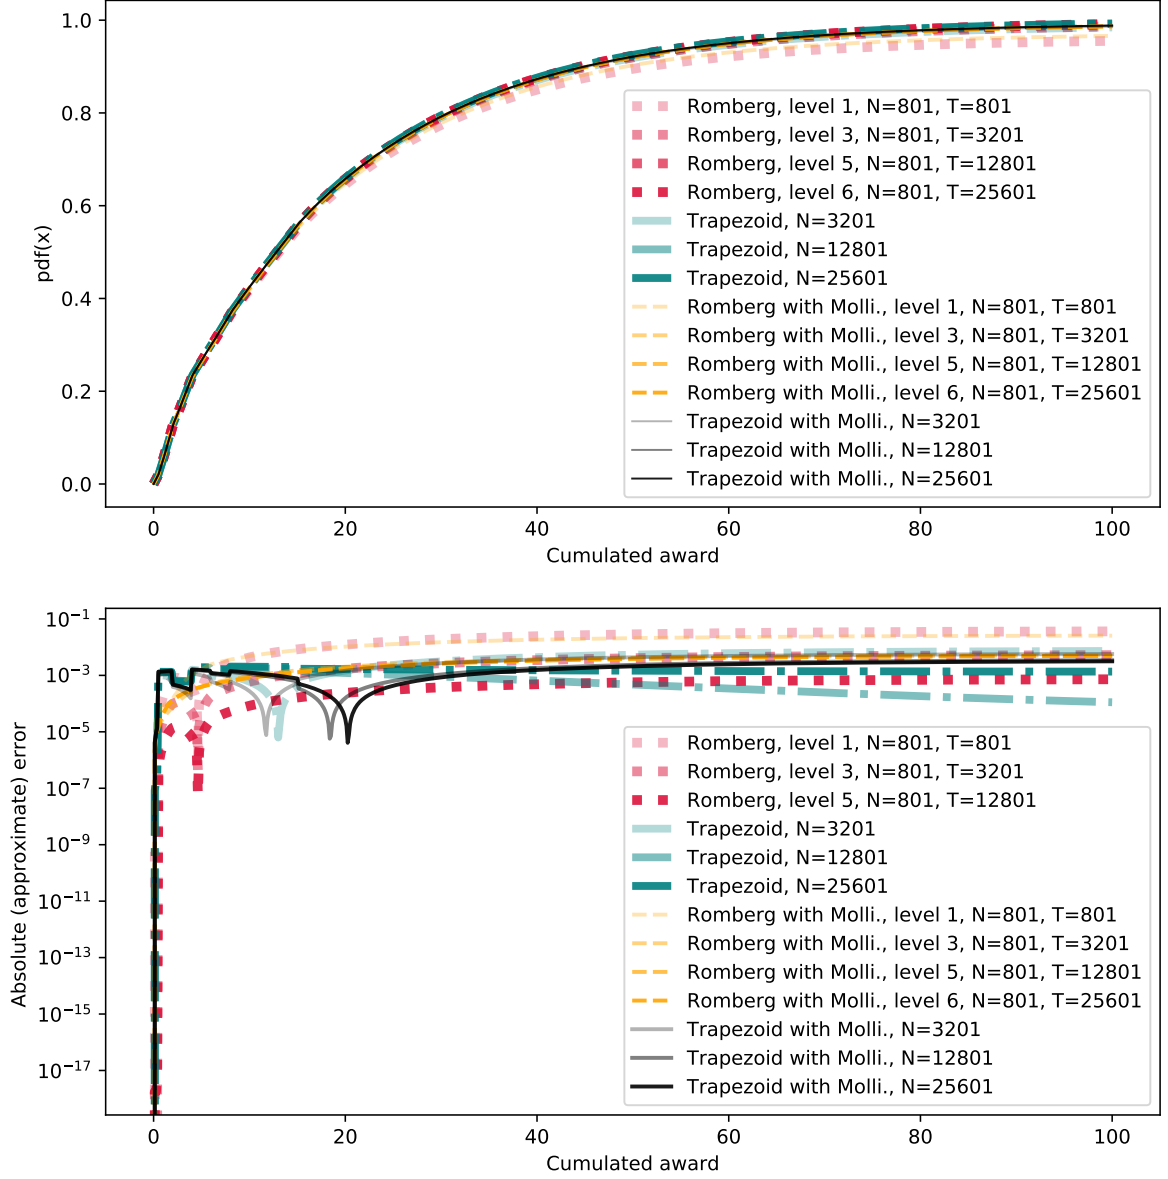 1.0
0.8
0.6
0.4
0.2
0.0
pdf(x)
Romberg, level 1, N=801, T=801
Romberg, level 3, N=801, T=3201
Romberg, level 5, N=801, T=12801
Romberg, level 6, N=801, T=25601
Trapezoid, N=3201
Trapezoid, N=12801
Trapezoid, N=25601
Romberg with Molli., level 1, N=801, T=801
Romberg with Molli., level 3, N=801, T=3201
Romberg with Molli., level 5, N=801, T=12801
Romberg with Molli., level 6, N=801, T=25601
Trapezoid with Molli., N=3201
Trapezoid with Molli., N=12801
Trapezoid with Molli., N=25601
0 20 40 60 80 100
Cumulated award
10⁻¹
10⁻³
10⁻⁵
10⁻⁷
10⁻⁹
10⁻¹¹
10⁻¹³
10⁻¹⁵
10⁻¹⁷
Absolute (approximate) error
Romberg, level 1, N=801, T=801
Romberg, level 3, N=801, T=3201
Romberg, level 5, N=801, T=12801
Trapezoid, N=3201
Trapezoid, N=12801
Trapezoid, N=25601
Romberg with Molli., level 1, N=801, T=801
Romberg with Molli., level 3, N=801, T=3201
Romberg with Molli., level 5, N=801, T=12801
Romberg with Molli., level 6, N=801, T=25601
Trapezoid with Molli., N=3201
Trapezoid with Molli., N=12801
Trapezoid with Molli., N=25601
0 20 40 60 80 100
Cumulated award